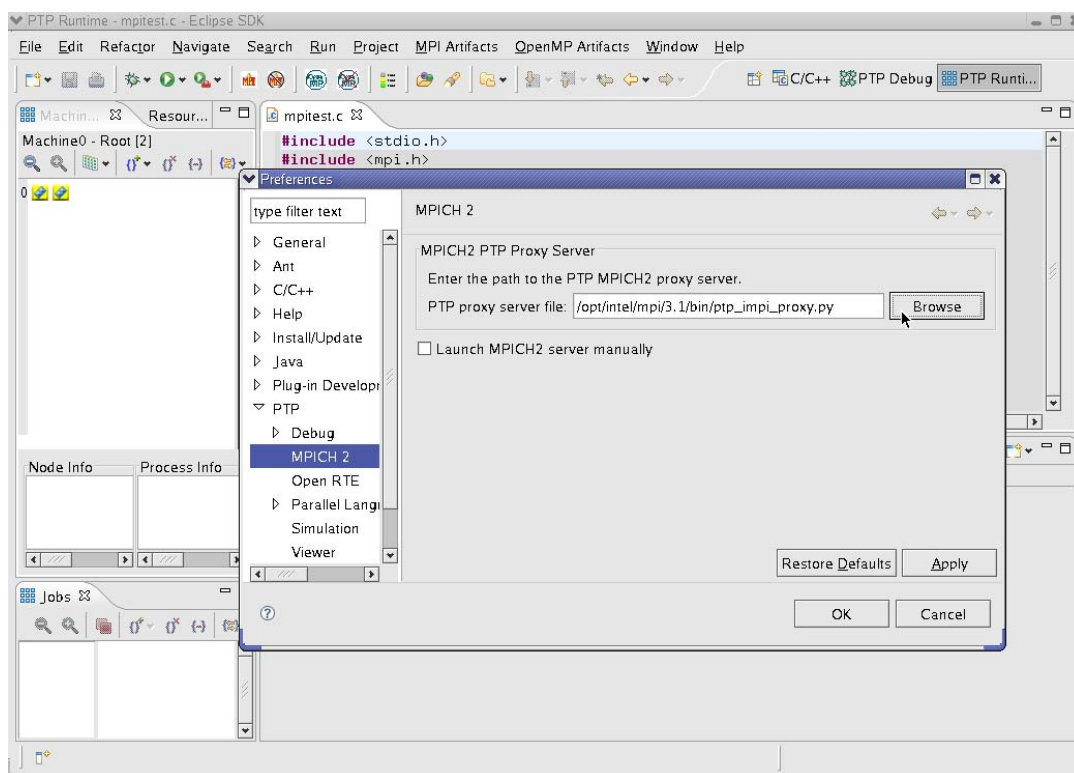 PTP Runtime - mpitest.c - Eclipse SDK
File Edit Refactor Navigate Search Run Project MPI Artifacts OpenMP Artifacts Window Help
C/C++ PTP Debug PTP Runti...
Machin... Resour... mpitest.c
Machine0 - Root [2]
#include <stdio.h>
#include <mpi.h>
0
Preferences
type filter text
MPICH 2
General
Ant
C/C++
Help
Install/Update
Java
Plug-in Developr
PTP
Debug
MPICH 2
Open RTE
Parallel Langu
Simulation
Viewer
MPICH2 PTP Proxy Server
Enter the path to the PTP MPICH2 proxy server.
PTP proxy server file: /opt/intel/mpi/3.1/bin/ptp_impi_proxy.py Browse
Launch MPICH2 server manually
Restore Defaults Apply
OK Cancel
Node Info Process Info
Jobs